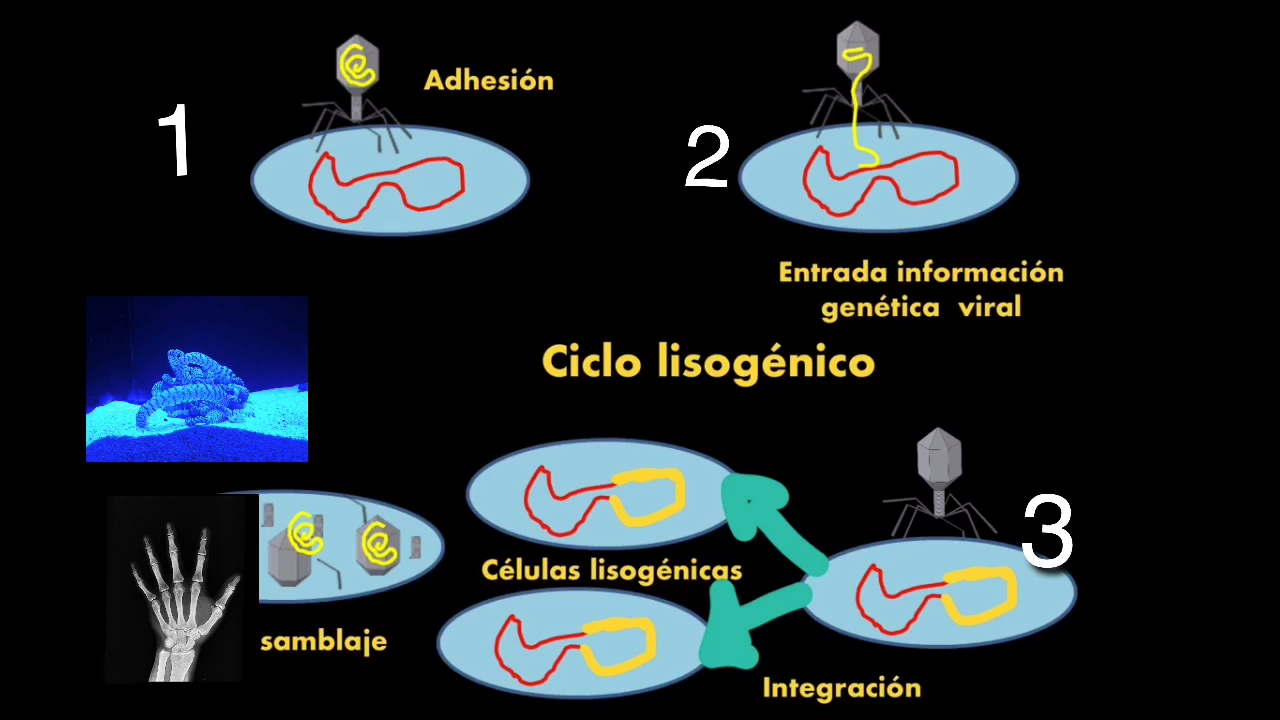 1
Adhesión
2
Entrada información
genética viral
Ciclo lisogénico
3
Células lisogénicas
samblaje
Integración